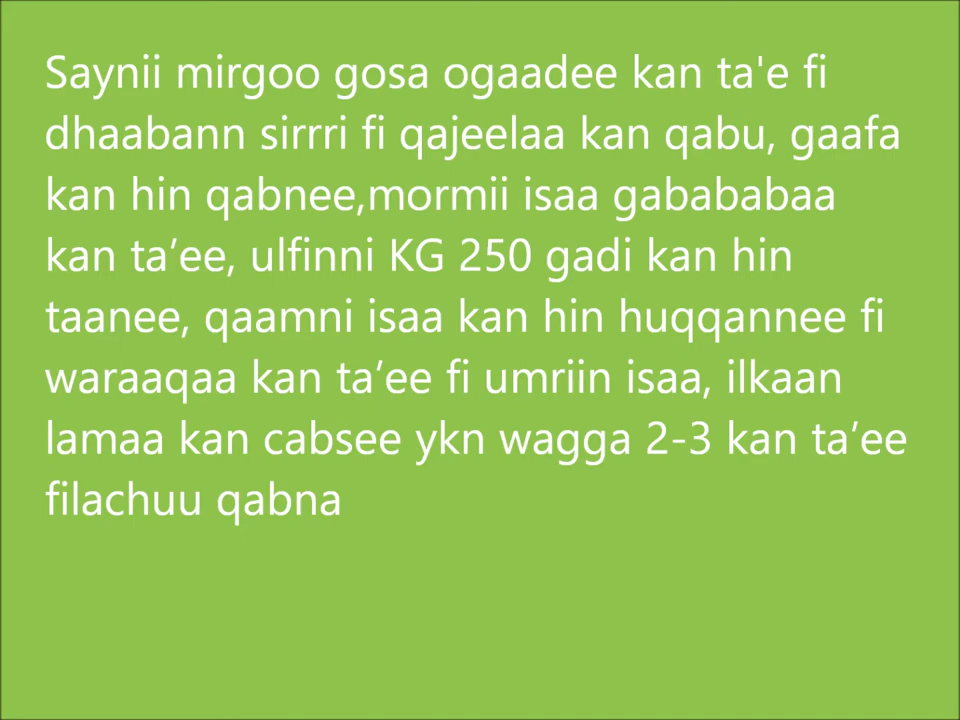 Saynii mirgoo gosa ogaadee kan ta'e fi
dhaabann sirrri fi qajeelaa kan qabu, gaafa
kan hin qabnee,mormii isaa gabababaa
kan ta’ee, ulfinni KG 250 gadi kan hin
taanee, qaamni isaa kan hin huqqannee fi
waraaqaa kan ta’ee fi umriin isaa, ilkaan
lamaa kan cabsee ykn wagga 2-3 kan ta’ee
filachuu qabna